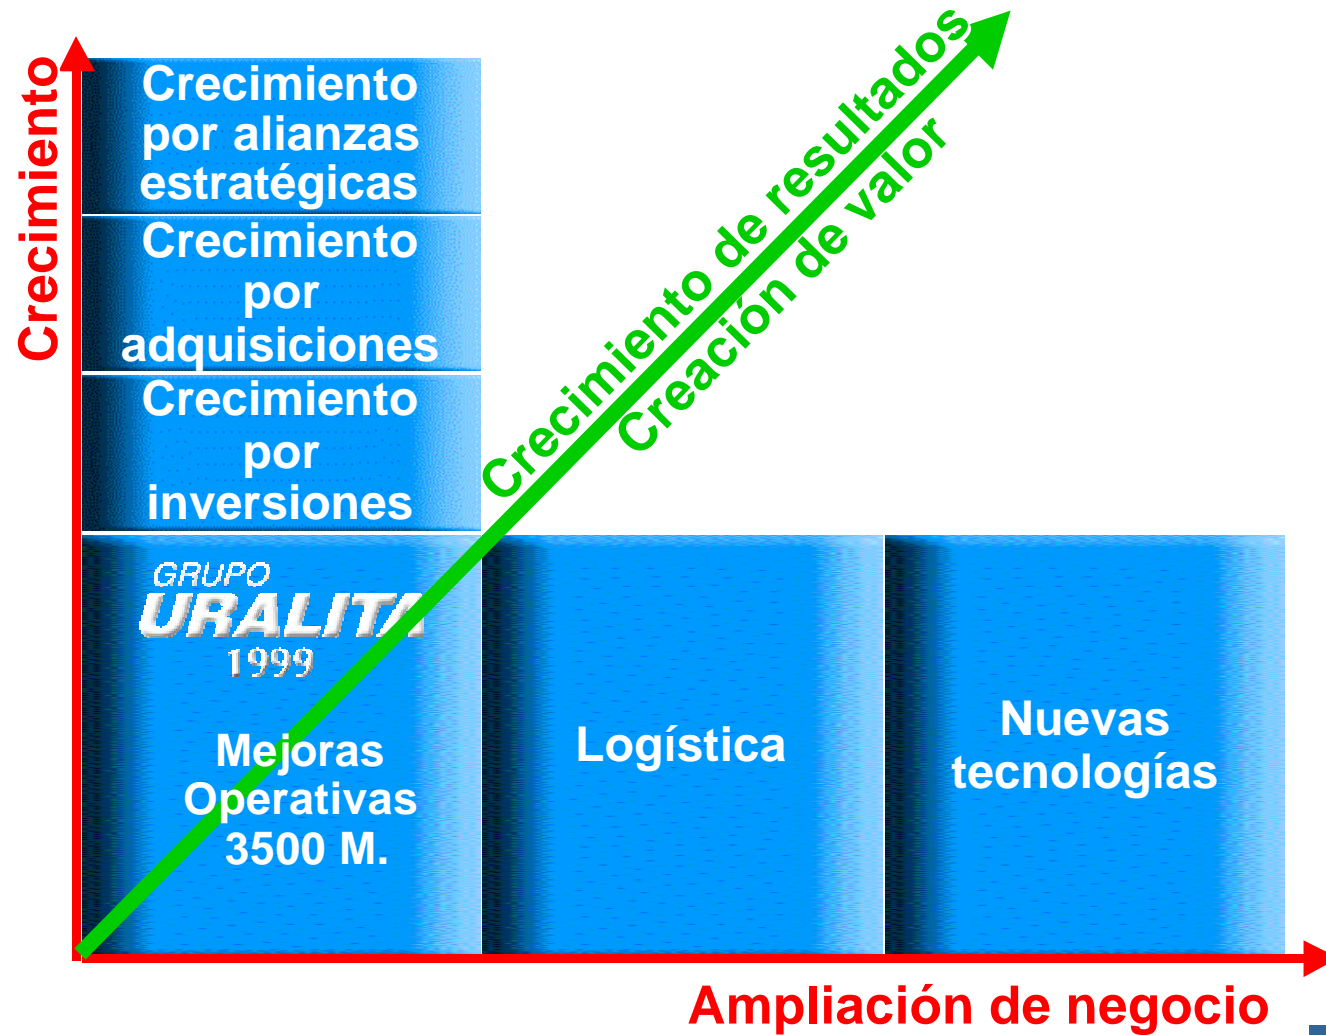 Crecimiento
Crecimiento
por alianzas
estratégicas
Crecimiento
por
adquisiciones
Crecimiento
por
inversiones
Crecimiento de resultados
Creación de valor
GRUPO
URALITA
1999
Mejoras
Operativas
3500 M.
Logística
Nuevas
tecnologías
Ampliación de negocio